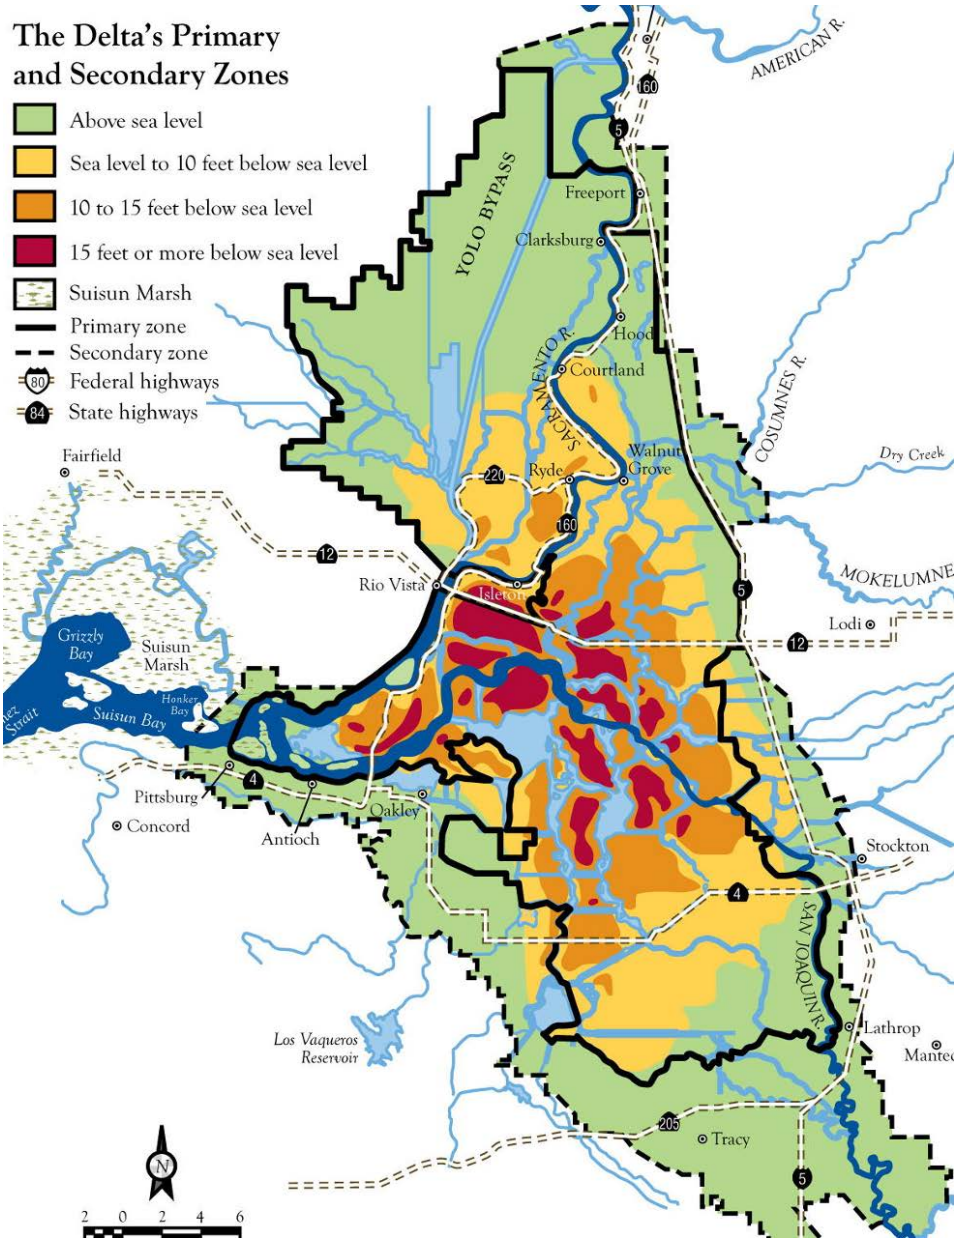 The Delta's Primary
and Secondary Zones
Above sea level
Sea level to 10 feet below sea level
10 to 15 feet below sea level
15 feet or more below sea level
Suisun Marsh
Primary zone
Secondary zone
80 Federal highways
84 State highways
AMERICAN R.
160
5
YOLO BYPASS
Freeport
Clarksburg
Hood
SACRAMENTO R.
Courtland
COSUMNES R.
Walnut
Grove
Dry Creek
Fairfield
220
Ryde
160
12
Rio Vista
Isleton
MOKELUMNE
5
Lodi
12
Grizzly
Bay
Suisun
Marsh
Honker
Bay
nez
Strait
Suisun Bay
4
Pittsburg
Oakley
Concord
Antioch
Stockton
4
SAN JOAQUIN R.
Los Vaqueros
Reservoir
Lathrop
Mantec
205
Tracy
5
N
2 0 2 4 6